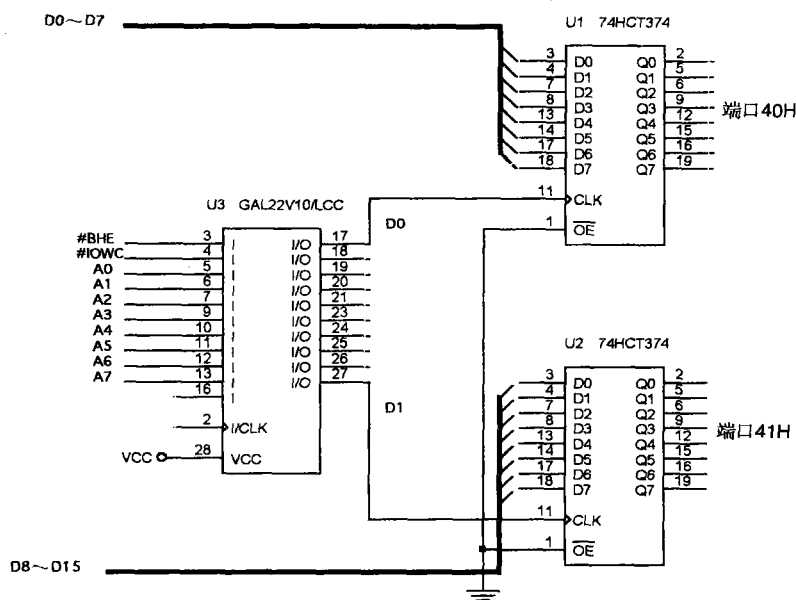 D0～D7
U1 74HCT374
3 D0 Q0 2
4 D1 Q1 5
7 D2 Q2 6
8 D3 Q3 9
13 D4 Q4 12
14 D5 Q5 15
17 D6 Q6 16
18 D7 Q7 19
端口40H
11 CLK
1 OE
U3 GAL22V10/LCC
D0
#BHE 3 I I/O 17
#IOWC 4 I I/O 18
A0 5 I I/O 19
A1 6 I I/O 20
A2 7 I I/O 21
A3 9 I I/O 23
A4 10 I I/O 24
A5 11 I I/O 25
A6 12 I I/O 26
A7 13 I I/O 27
16 I
2 I/CLK
VCC 28 VCC
D1
U2 74HCT374
3 D0 Q0 2
4 D1 Q1 5
7 D2 Q2 6
8 D3 Q3 9
13 D4 Q4 12
14 D5 Q5 15
17 D6 Q6 16
18 D7 Q7 19
端口41H
11 CLK
1 OE
D8～D15